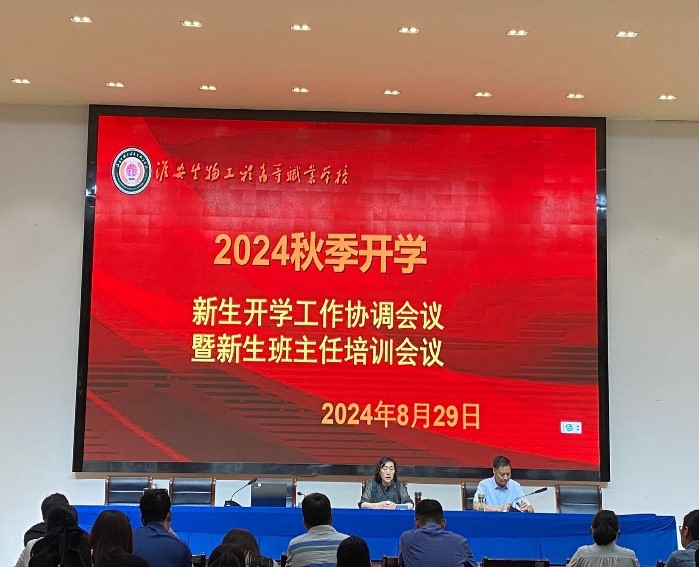 淮安生物工程高等职业学校
2024秋季开学
新生开学工作协调会议
暨新生班主任培训会议
2024年8月29日